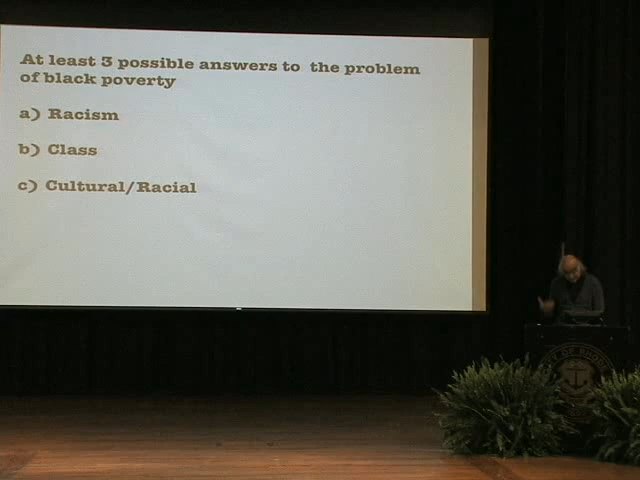 At least 3 possible answers to the problem
of black poverty
a) Racism
b) Class
c) Cultural/Racial